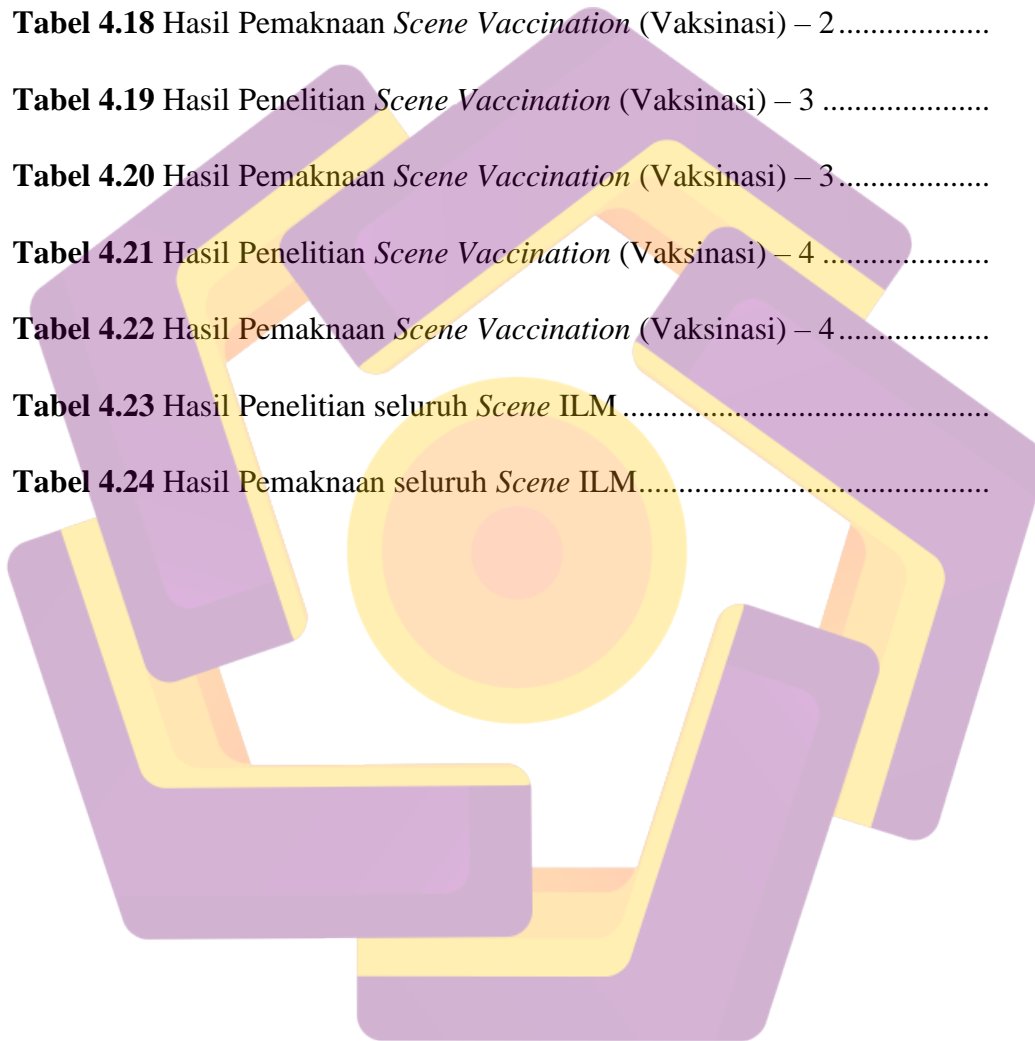 Tabel 4.18 Hasil Pemaknaan Scene Vaccination (Vaksinasi) – 2...................
Tabel 4.19 Hasil Penelitian Scene Vaccination (Vaksinasi) – 3 .....................
Tabel 4.20 Hasil Pemaknaan Scene Vaccination (Vaksinasi) – 3...................
Tabel 4.21 Hasil Penelitian Scene Vaccination (Vaksinasi) – 4 .....................
Tabel 4.22 Hasil Pemaknaan Scene Vaccination (Vaksinasi) – 4...................
Tabel 4.23 Hasil Penelitian seluruh Scene ILM..............................................
Tabel 4.24 Hasil Pemaknaan seluruh Scene ILM............................................